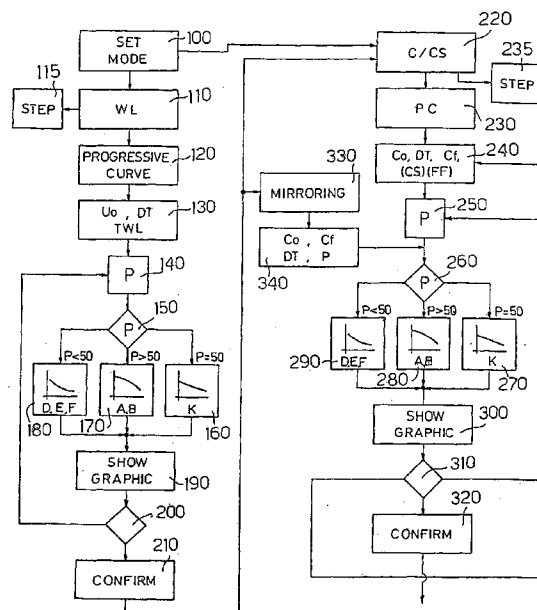 SET
MODE
100
115
STEP
WL
110
PROGRESSIVE
CURVE
120
Uo , DT
TWL
130
P
140
150
P
P<50
P>50
P=50
D,E,F
180
A,B
170
K
160
SHOW
GRAPHIC
190
200
210
CONFIRM
C/CS
220
235
STEP
PC
230
Co, DT, Cf,
(CS)(FF)
240
330
MIRRORING
P
250
Co , Cf
DT , P
340
P
260
P<50
P>50
P=50
290
D,E,F
280
A,B
K
270
SHOW
GRAPHIC
300
310
320
CONFIRM